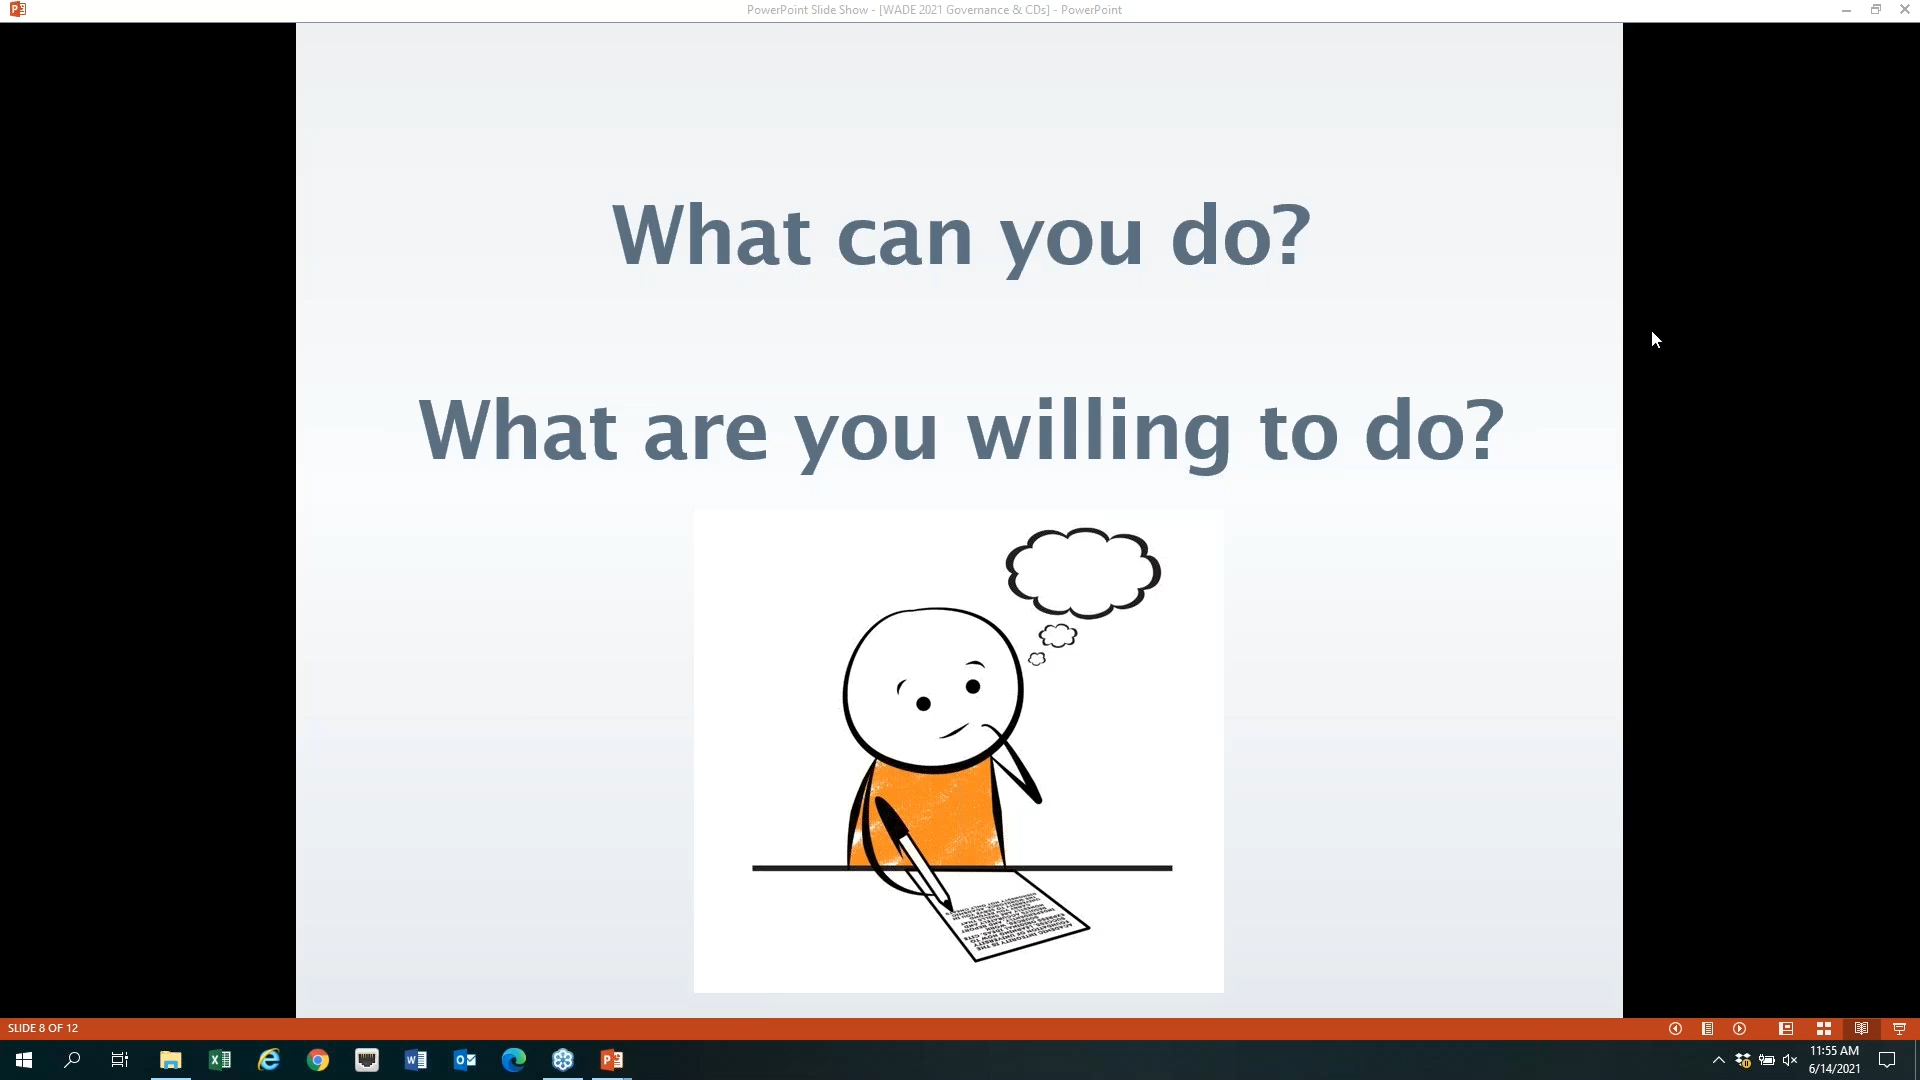 PowerPoint Slide Show - [WADE 2021 Governance & CDs] - PowerPoint
What can you do?
What are you willing to do?
SLIDE 8 OF 12
11:55 AM
6/14/2021